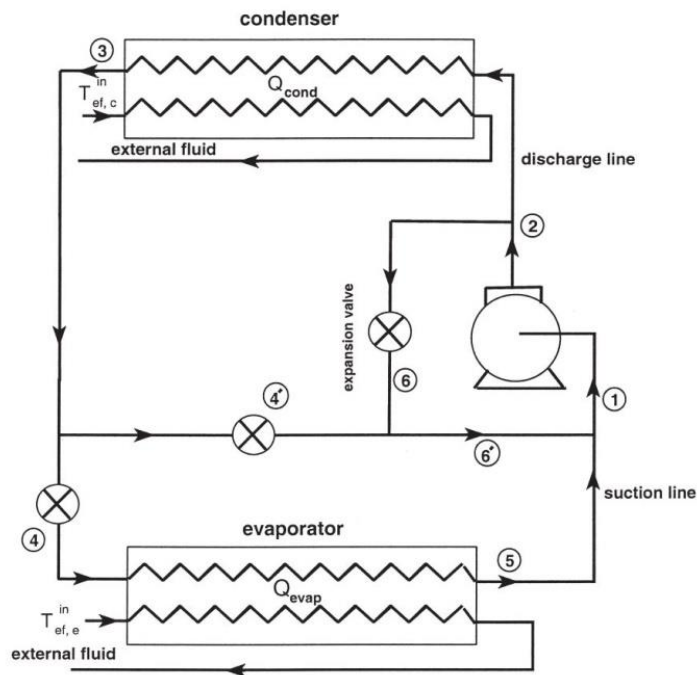 condenser
③
in
T ef, c
Q cond
external fluid
discharge line
②
expansion valve
⑥
①
④'
⑥'
suction line
④
evaporator
⑤
in
T ef, e
Q evap
external fluid